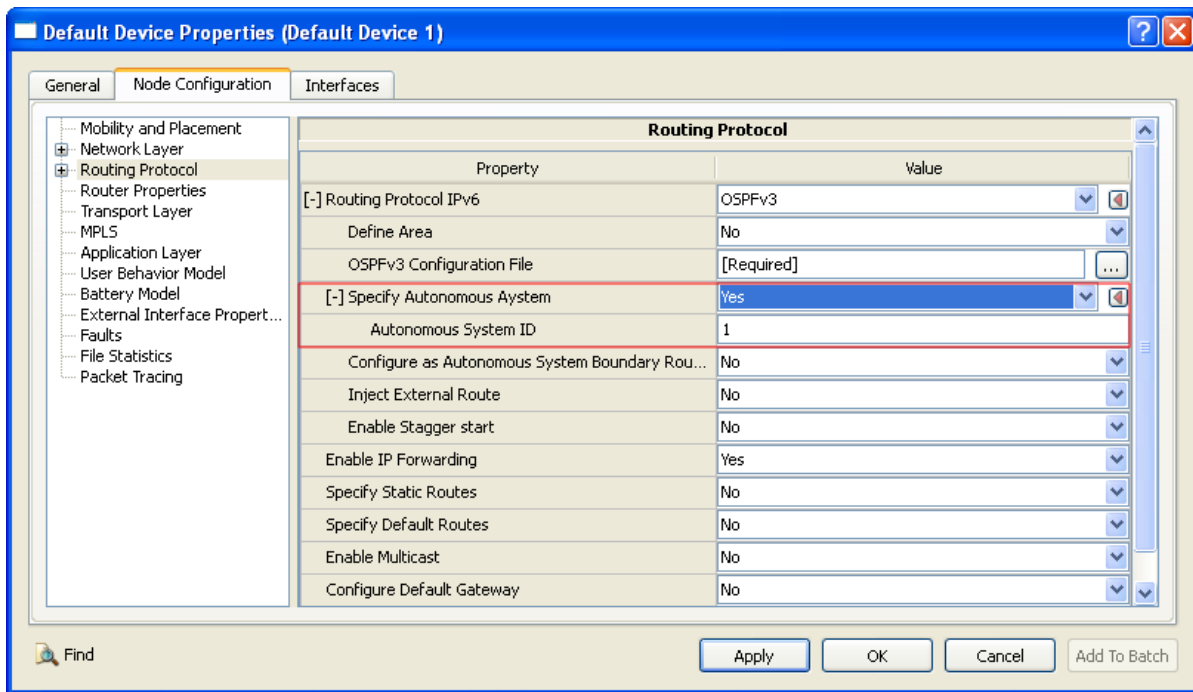 Default Device Properties (Default Device 1)
General Node Configuration Interfaces
Mobility and Placement
Network Layer
Routing Protocol
Router Properties
Transport Layer
MPLS
Application Layer
User Behavior Model
Battery Model
External Interface Propert...
Faults
File Statistics
Packet Tracing
Routing Protocol
Property Value
[-] Routing Protocol IPv6 OSPFv3
Define Area No
OSPFv3 Configuration File [Required] ...
[-] Specify Autonomous Aystem Yes
Autonomous System ID 1
Configure as Autonomous System Boundary Rou... No
Inject External Route No
Enable Stagger start No
Enable IP Forwarding Yes
Specify Static Routes No
Specify Default Routes No
Enable Multicast No
Configure Default Gateway No
Find Apply OK Cancel Add To Batch